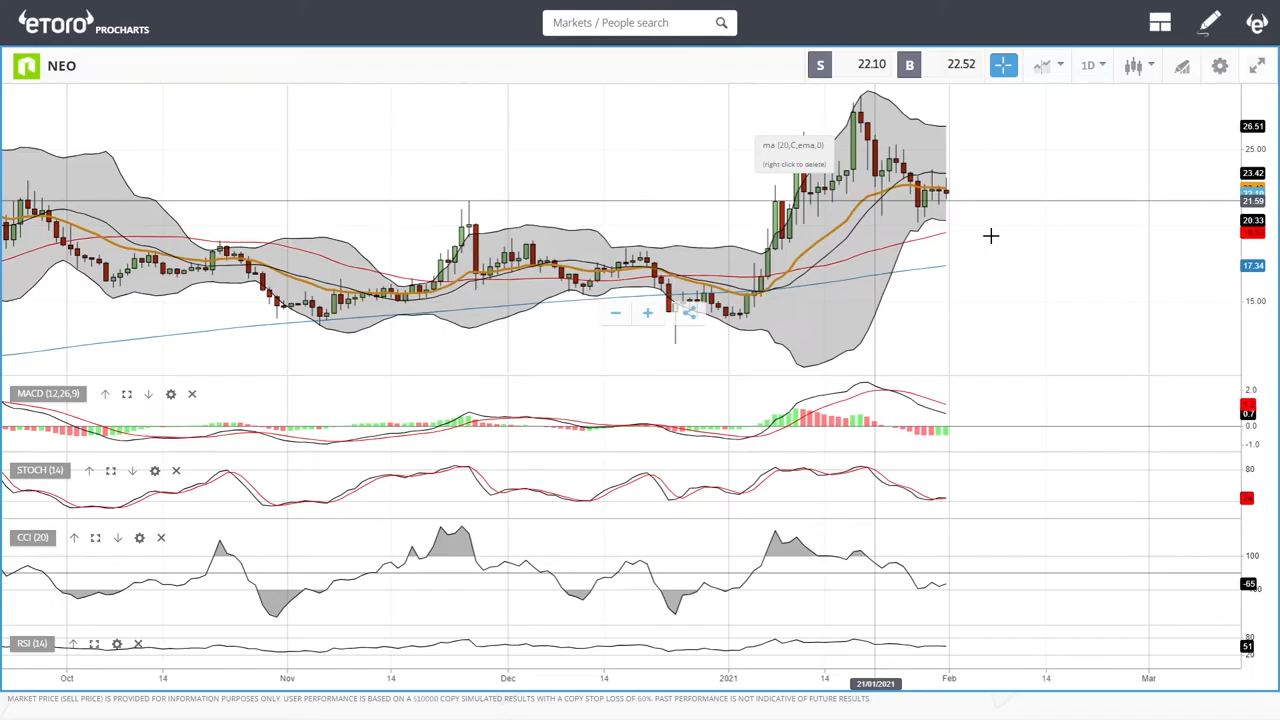 eToro PROCHARTS
Markets / People search
NEO
S 22.10 B 22.52
1D
ma (20,C,ema,0)
(right click to delete)
26.51
25.00
23.42
21.59
20.33
17.34
15.00
MACD (12,26,9)
2.0
0.7
0.0
-1.0
STOCH (14)
80
24
CCI (20)
100
-65
RSI (14)
80
51
20
Oct 14 Nov 14 Dec 14 2021 14 21/01/2021 Feb 14 Mar
MARKET PRICE (SELL PRICE) IS PROVIDED FOR INFORMATION PURPOSES ONLY. USER PERFORMANCE IS BASED ON A $10000 COPY SIMULATED RESULTS WITH A COPY STOP LOSS OF 60%. PAST PERFORMANCE IS NOT INDICATIVE OF FUTURE RESULTS.